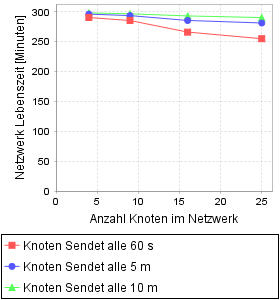 Netzwerk Lebenszeit [Minuten]
300
250
200
150
100
50
0
0 5 10 15 20 25
Anzahl Knoten im Netzwerk
Knoten Sendet alle 60 s
Knoten Sendet alle 5 m
Knoten Sendet alle 10 m